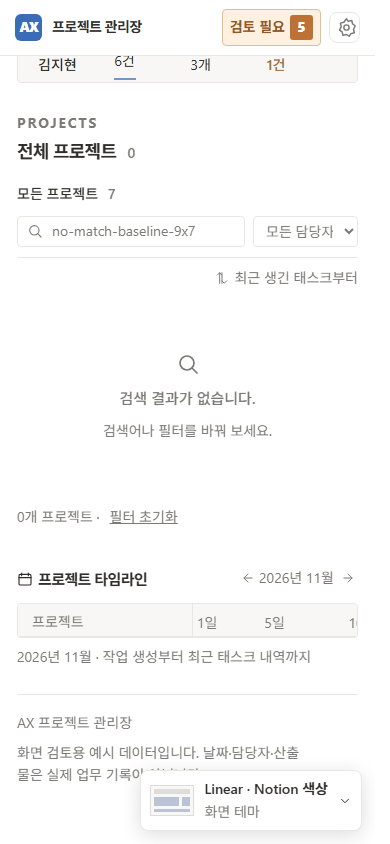 AX 프로젝트 관리장 검토 필요 5
김지현 6건 3개 1건
PROJECTS
전체 프로젝트 0
모든 프로젝트 7
no-match-baseline-9x7 모든 담당자
최근 생긴 태스크부터
검색 결과가 없습니다.
검색어나 필터를 바꿔 보세요.
0개 프로젝트 · 필터 초기화
프로젝트 타임라인 2026년 11월
프로젝트 1일 5일
2026년 11월 · 작업 생성부터 최근 태스크 내역까지
AX 프로젝트 관리장
화면 검토용 예시 데이터입니다. 날짜·담당자·산출
물은 실제 업무 기록이
Linear · Notion 색상
화면 테마